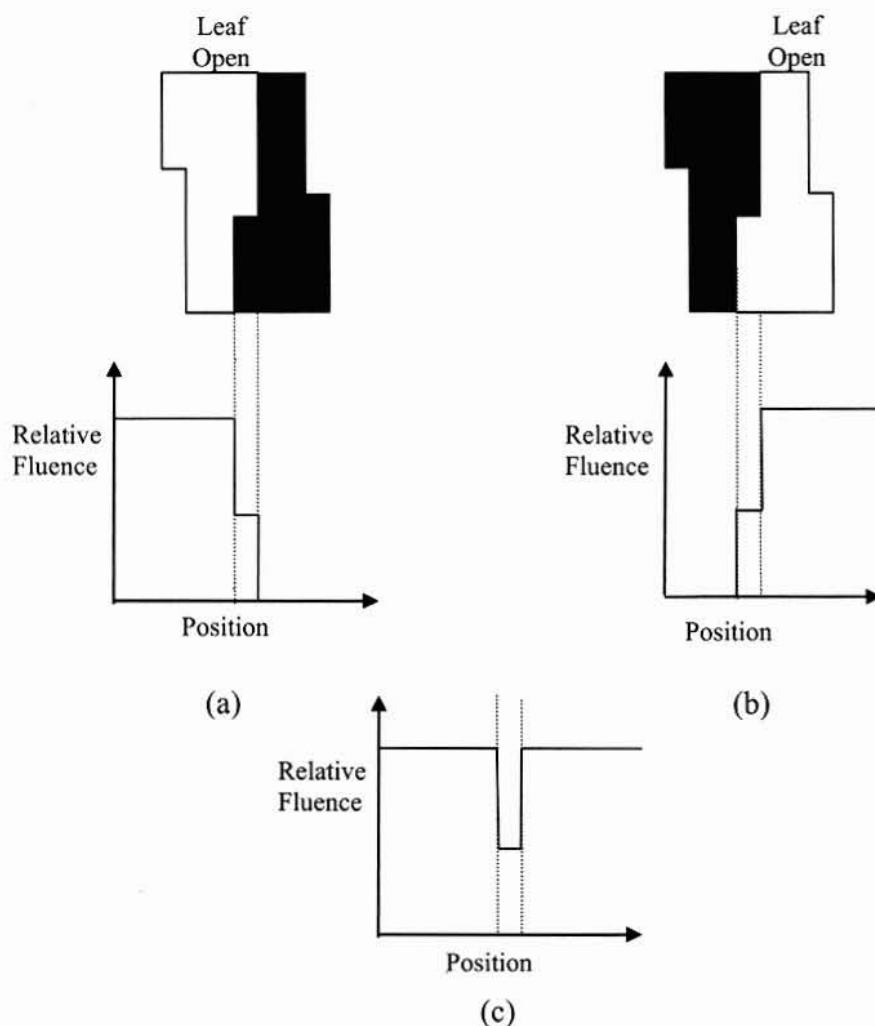 Leaf
Open
Leaf
Open
Relative
Fluence
Relative
Fluence
Position
Position
(a)
(b)
Relative
Fluence
Position
(c)